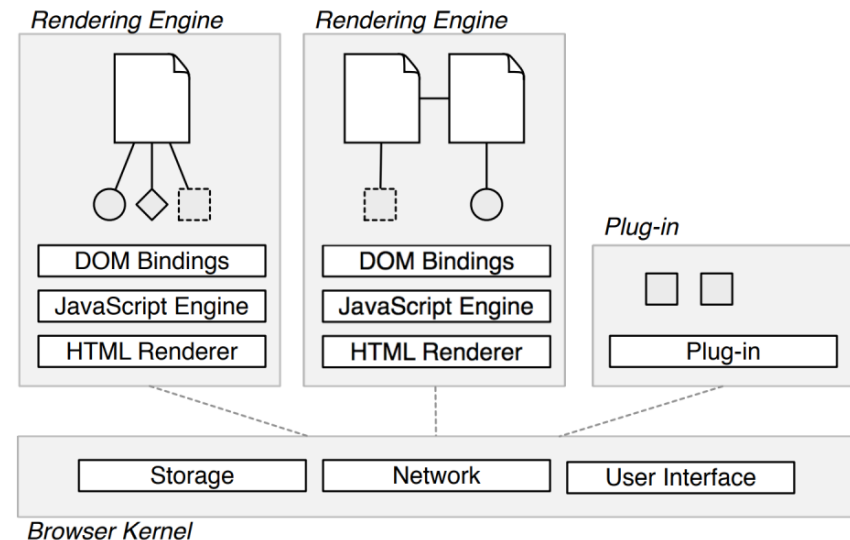 Rendering Engine
Rendering Engine
DOM Bindings
JavaScript Engine
HTML Renderer
DOM Bindings
JavaScript Engine
HTML Renderer
Plug-in
Plug-in
Storage
Network
User Interface
Browser Kernel